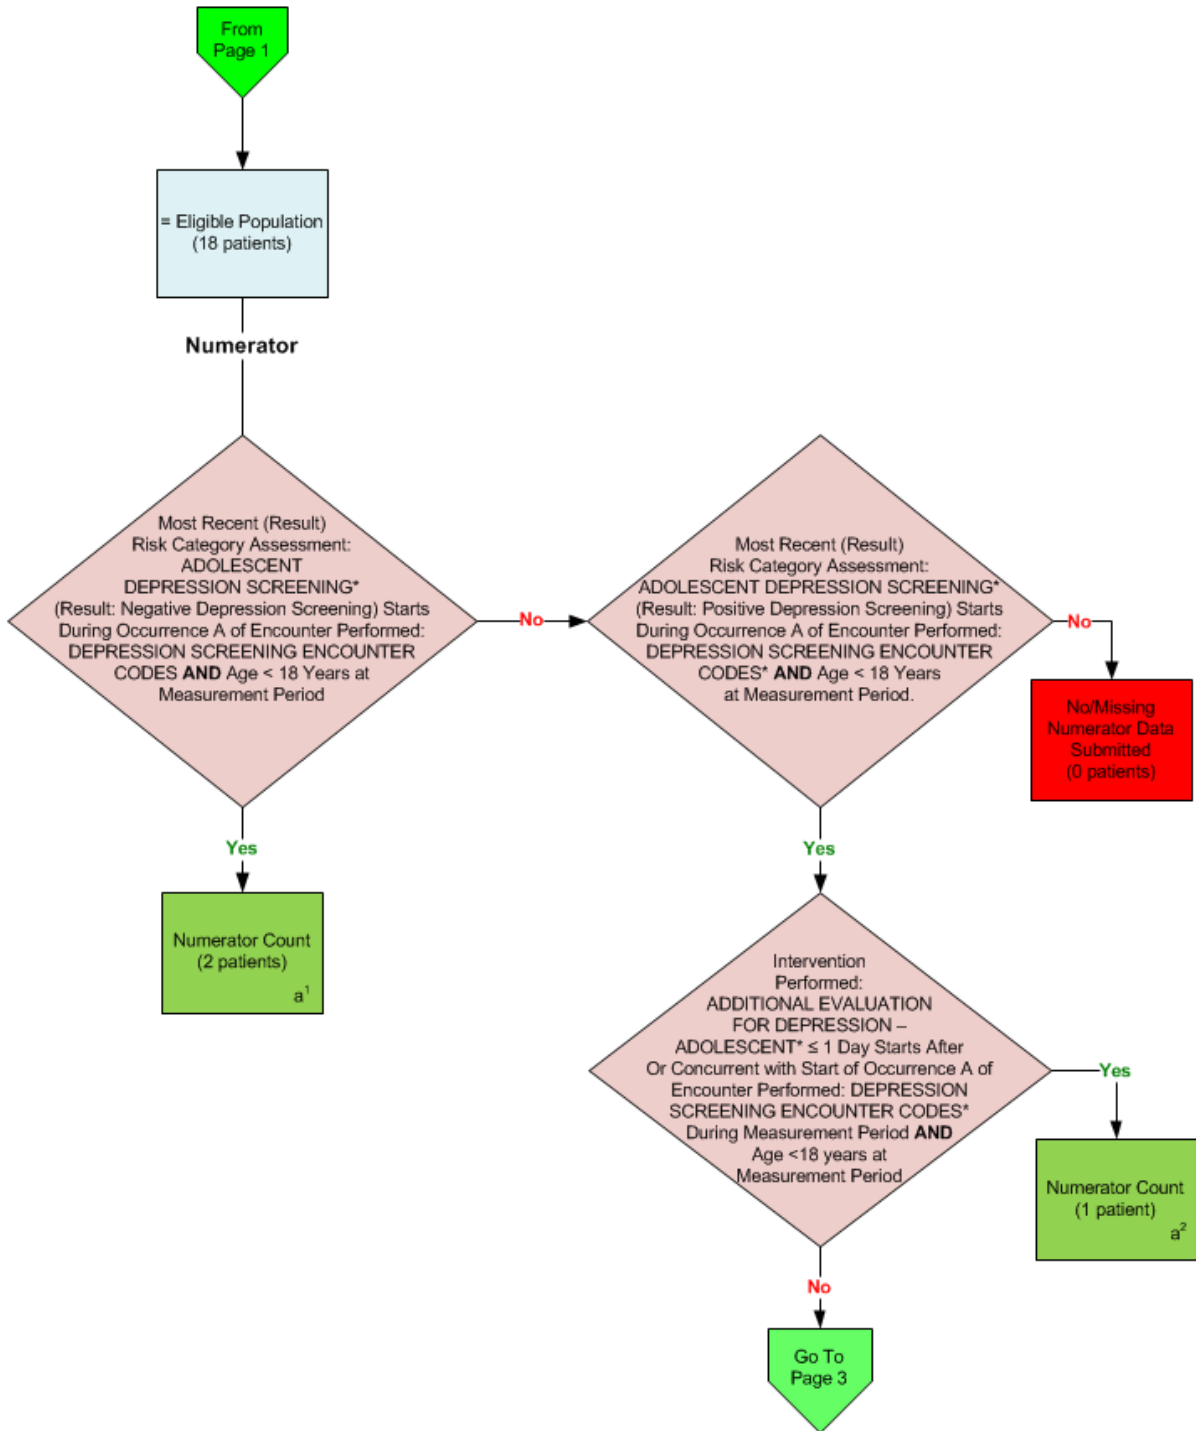 From
Page 1
= Eligible Population
(18 patients)
Numerator
Most Recent (Result)
Risk Category Assessment:
ADOLESCENT
DEPRESSION SCREENING*
(Result: Negative Depression Screening) Starts
During Occurrence A of Encounter Performed:
DEPRESSION SCREENING ENCOUNTER
CODES AND Age < 18 Years at
Measurement Period
No
Most Recent (Result)
Risk Category Assessment:
ADOLESCENT DEPRESSION SCREENING*
(Result: Positive Depression Screening) Starts
During Occurrence A of Encounter Performed:
DEPRESSION SCREENING ENCOUNTER
CODES* AND Age < 18 Years
at Measurement Period.
No
No/Missing
Numerator Data
Submitted
(0 patients)
Yes
Numerator Count
(2 patients)
a¹
Yes
Intervention
Performed:
ADDITIONAL EVALUATION
FOR DEPRESSION –
ADOLESCENT* ≤ 1 Day Starts After
Or Concurrent with Start of Occurrence A of
Encounter Performed: DEPRESSION
SCREENING ENCOUNTER CODES*
During Measurement Period AND
Age <18 years at
Measurement Period
Yes
Numerator Count
(1 patient)
a²
No
Go To
Page 3